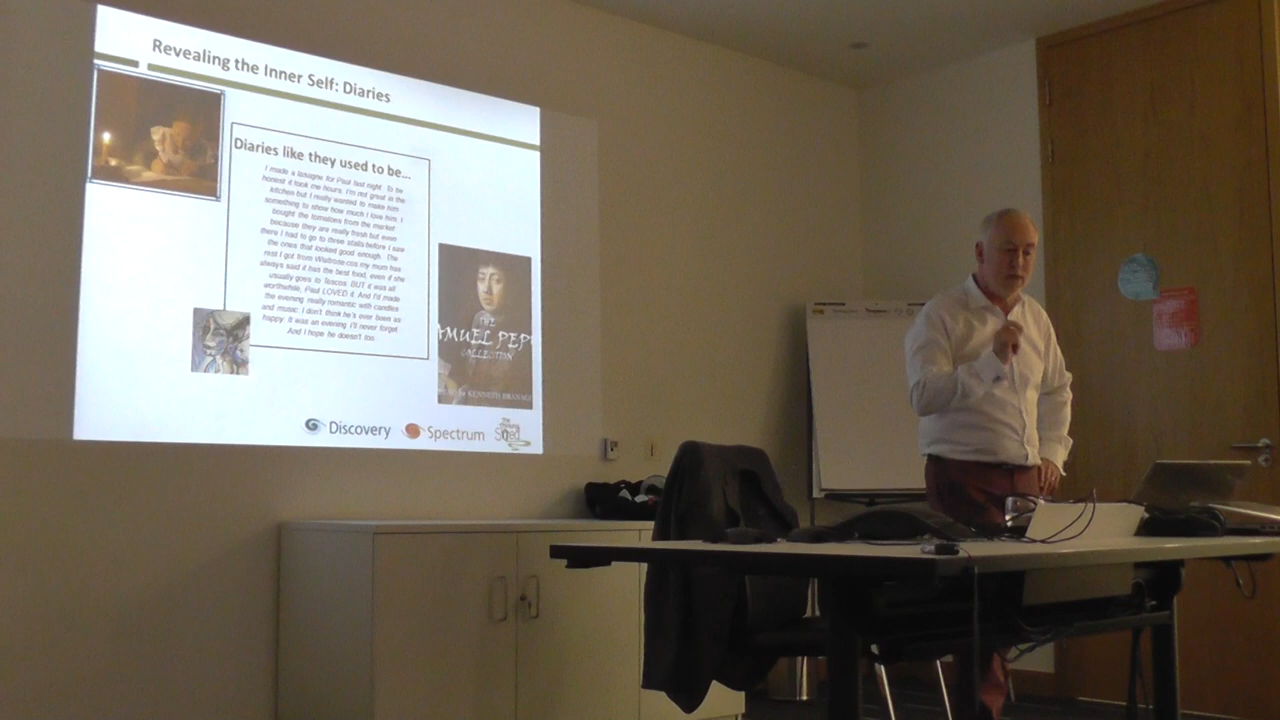 Revealing the Inner Self: Diaries
Diaries like they used to be...
I made a lasagne for Paul last night. To be
honest it took me hours. I'm not great in the
kitchen but I really wanted to make him
something to show how much I love him. I
bought the tomatoes from the market
because they are really fresh but even
there I had to go to three stalls before I saw
the ones that looked good enough. The
rest I got from Waitrose cos my mum has
always said it has the best food, even if she
usually goes to Tescos. BUT it was all
worthwhile, Paul LOVED it. And I'd made
the evening really romantic with candles
and music. I don't think he's ever been as
happy. It was an evening I'll never forget.
And I hope he doesn't too.
THE
AMUEL PEP
COLLECTION
KENNETH BRANAG
Discovery
Spectrum
The
Thinking
Shed